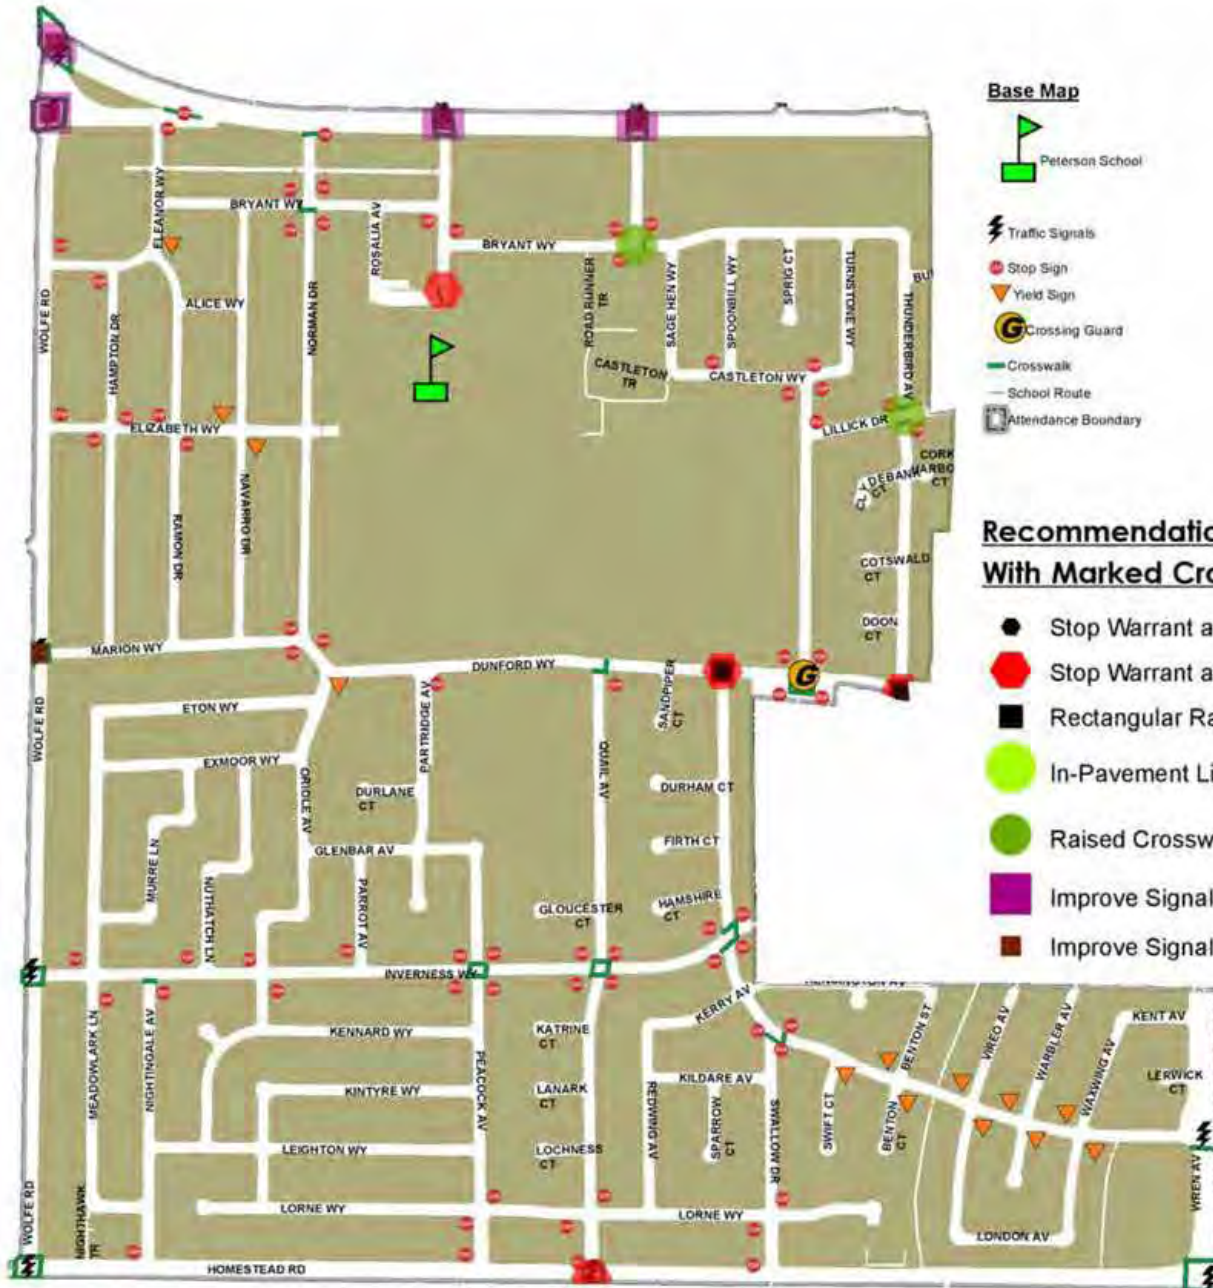 Base Map
Peterson School
Traffic Signals
Stop Sign
Yield Sign
G
Crossing Guard
Crosswalk
School Route
Attendance Boundary
Recommendatio
With Marked Cro
Stop Warrant a
Stop Warrant a
Rectangular Ra
In-Pavement Li
Raised Crossw
Improve Signal
Improve Signal
ELEANOR WY
BRYANT WY
ROSALIA AV
BRYANT WY
WOLFE RD
HAMPTON DR
ALICE WY
NORMAN DR
ROAD RUNNER
TR
SAGE HEN WY
SPOONBILL WY
SPRIG CT
TURNSTONE WY
THUNDERBIRD AV
BU
CASTLETON
TR
CASTLETON WY
ELIZABETH WY
LILLICK DR
RAMON DR
NAVARRO DR
CORK
HARBO
CT
CLYDEBANK
CT
COTSWALD
CT
DOON
CT
MARION WY
DUNFORD WY
G
WOLFE RD
ETON WY
PARTRIDGE AV
SANDPIPER
CT
EXMOOR WY
ORIOLE AV
QUAIL AV
DURLANE
CT
DURHAM CT
MURRE LN
NUTHATCH LN
GLENBAR AV
PARROT AV
FIRTH CT
GLOUCESTER
CT
HAMSHIRE
CT
INVERNESS WY
MEADOWLARK LN
NIGHTINGALE AV
KENNARD WY
PEACOCK AV
KATRINE
CT
KERRY AV
BENTON ST
VIREO AV
WARBLER AV
WAXWING AV
KENT AV
KINTYRE WY
LANARK
CT
REDWING AV
KILDARE AV
SPARROW
CT
SWALLOW DR
SWIFT CT
BENTON
CT
LERWICK
CT
LEIGHTON WY
LOCHNESS
CT
WOLFE RD
NIGHTHAWK
TR
LORNE WY
LORNE WY
LONDON AV
WREN AV
HOMESTEAD RD